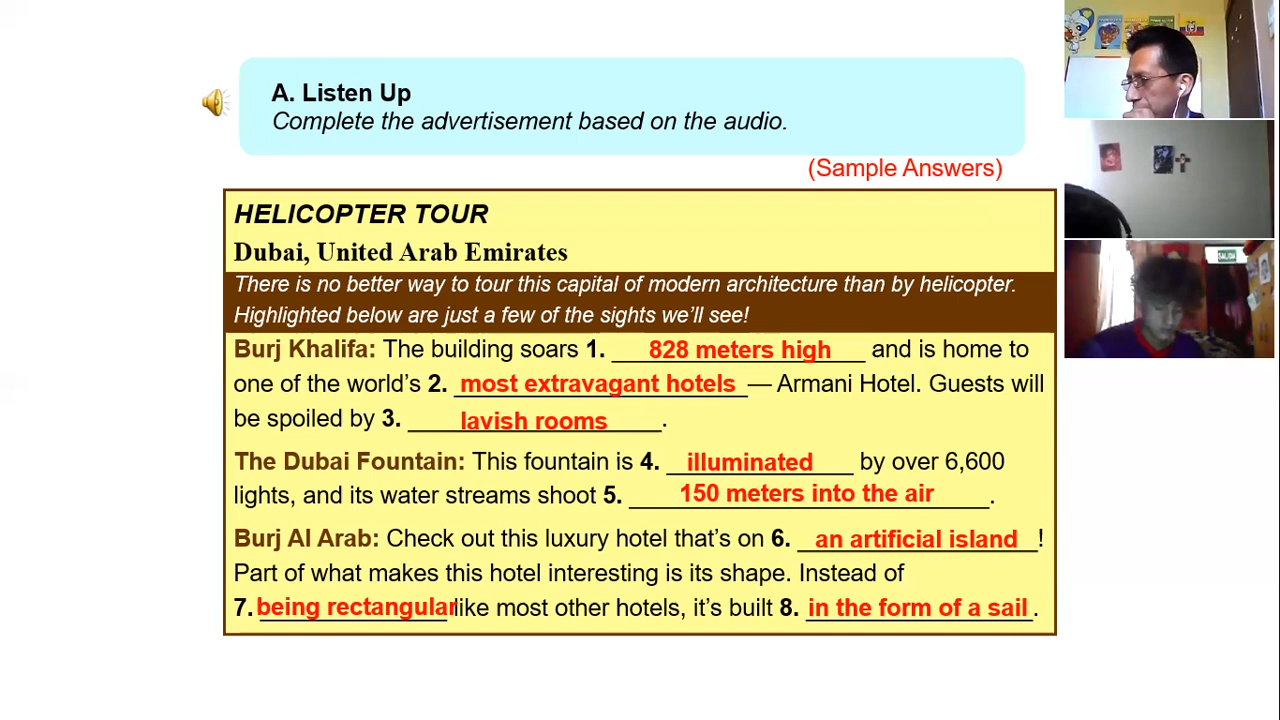 A. Listen Up
Complete the advertisement based on the audio.
(Sample Answers)
HELICOPTER TOUR
Dubai, United Arab Emirates
There is no better way to tour this capital of modern architecture than by helicopter.
Highlighted below are just a few of the sights we'll see!
Burj Khalifa: The building soars 1. 828 meters high and is home to
one of the world's 2. most extravagant hotels — Armani Hotel. Guests will
be spoiled by 3. lavish rooms.
The Dubai Fountain: This fountain is 4. illuminated by over 6,600
lights, and its water streams shoot 5. 150 meters into the air.
Burj Al Arab: Check out this luxury hotel that's on 6. an artificial island!
Part of what makes this hotel interesting is its shape. Instead of
7. being rectangular like most other hotels, it's built 8. in the form of a sail.
SALIDA